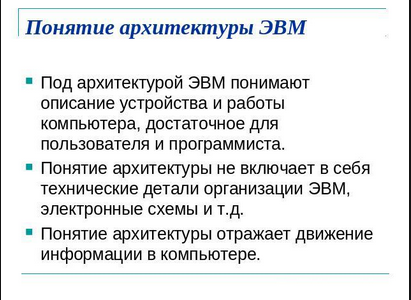 Понятие архитектуры ЭВМ
Под архитектурой ЭВМ понимают
описание устройства и работы
компьютера, достаточное для
пользователя и программиста.
Понятие архитектуры не включает в себя
технические детали организации ЭВМ,
электронные схемы и т.д.
Понятие архитектуры отражает движение
информации в компьютере.